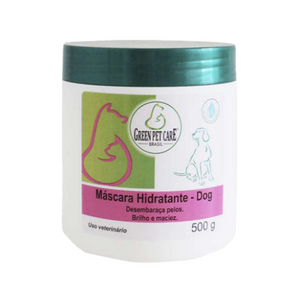 GREEN PET CARE
BRASIL
Máscara Hidratante - Dog
Desembaraça pelos.
Brilho e maciez.
Uso veterinário
500 g